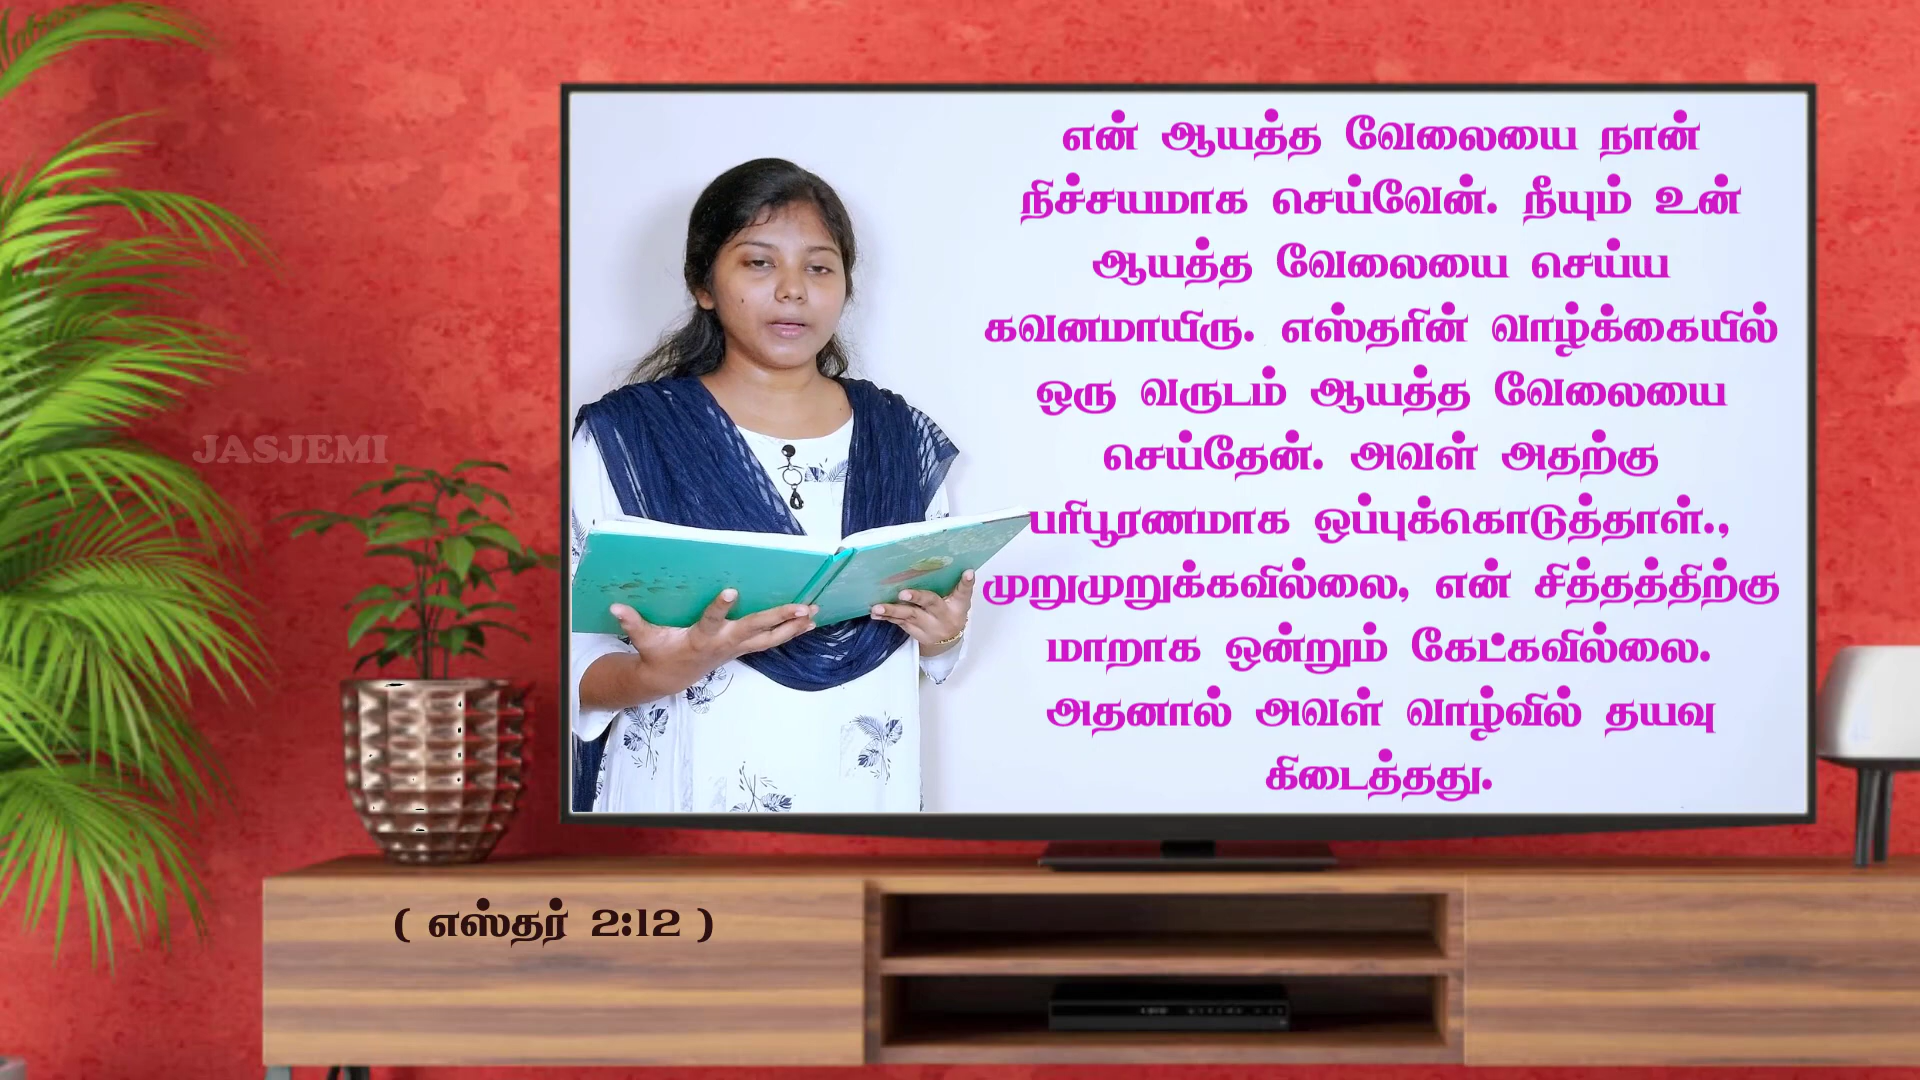 என் ஆயத்த வேலையை நான்
நிச்சயமாக செய்வேன். நீயும் உன்
ஆயத்த வேலையை செய்ய
கவனமாயிரு. எஸ்தரின் வாழ்க்கையில்
ஒரு வருடம் ஆயத்த வேலையை
செய்தேன். அவள் அதற்கு
பரிபூரணமாக ஒப்புக்கொடுத்தாள்.,
முறுமுறுக்கவில்லை, என் சித்தத்திற்கு
மாறாக ஒன்றும் கேட்கவில்லை.
அதனால் அவள் வாழ்வில் தயவு
கிடைத்தது.
JASJEMI
( எஸ்தர் 2:12 )